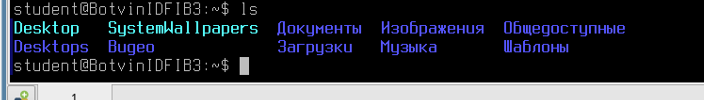 student@BotvinIDFIB3:~$ ls
Desktop SystemWallpapers Документы Изображения Общедоступные
Desktops Видео Загрузки Музыка Шаблоны
student@BotvinIDFIB3:~$
1